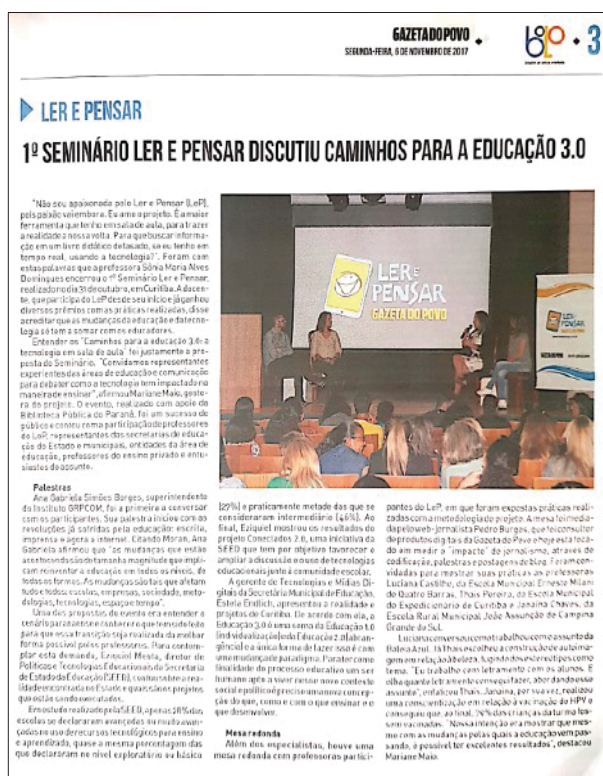 GAZETA DO POVO
SEGUNDA-FEIRA, 6 DE NOVEMBRO DE 2017
3
LER E PENSAR
1º SEMINÁRIO LER E PENSAR DISCUTIU CAMINHOS PARA A EDUCAÇÃO 3.0
"Não sou apaixonada pelo Ler e Pensar (LeP),
pois paixão vai embora. Eu amo o projeto. É a maior
ferramenta que tenho em sala de aula, para trazer
a realidade a nossa volta. Para que buscar informa-
ção em um livro didático defasado, se eu tenho em
tempo real, usando a tecnologia?". Foram com
estas palavras que a professora Sônia Maria Alves
Domingues encerrou o 1º Seminário Ler e Pensar,
realizado no dia 31 de outubro, em Curitiba. A docen-
te, que participa do LeP desde seu início e já ganhou
diversos prêmios com as práticas realizadas, disse
acreditar que as mudanças da educação e da tecno-
logia só tem a somar com os educadores.
Entender os "Caminhos para a educação 3.0: a
tecnologia em sala de aula" foi justamente a pro-
posta do Seminário. "Convidamos representantes
experientes das áreas de educação e comunicação
para debater como a tecnologia tem impactado na
maneira de ensinar", afirmou Mariane Maio, gesto-
ra do projeto. O evento, realizado com apoio da
Biblioteca Pública do Paraná, foi um sucesso de
público e contou com a participação de professores
do LeP, representantes das secretarias de educa-
ção do Estado e municipais, entidades da área de
educação, professores do ensino privado e entu-
siastas do assunto.
Palestras
Ana Gabriela Simões Borges, superintendente
do Instituto GRPCOM, foi a primeira a conversar
com os participantes. Sua palestra iniciou com as
revoluções já sofridas pela educação: escrita,
imprensa e agora a internet. Citando Moran, Ana
Gabriela afirmou que "as mudanças que estão
acontecendo são de tamanha magnitude que impli-
cam reinventar a educação em todos os níveis, de
todas as formas. As mudanças são tais que afetam
tudo e todos: escolas, empresas, sociedade, meto-
dologias, tecnologias, espaço e tempo".
Uma das propostas do evento era entender o
cenário paranaense e conhecer o que tem sido feito
para que essa transição seja realizada da melhor
forma possível pelos professores. Para contem-
plar esta demanda, Eziquiel Menta, diretor de
Políticas e Tecnologias Educacionais da Secretaria
de Estado da Educação (SEED), contou sobre a rea-
lidade encontrada no Estado e quais são os projetos
que estão sendo executados.
Em estudo realizado pela SEED, apenas 28% das
escolas se declararam avançadas ou muito avan-
çadas no uso de recursos tecnológicos para ensino
e aprendizado, quase a mesma porcentagem das
que declararam no nível exploratório ou básico
LER E
PENSAR
GAZETA DO POVO
LER E
PENSAR
(27%) e praticamente metade das que se
consideraram intermediário (46%). Ao
final, Eziquiel mostrou os resultados do
projeto Conectados 2.0, uma iniciativa da
SEED que tem por objetivo favorecer e
ampliar a discussão e o uso de tecnologias
educacionais junto à comunidade escolar.
A gerente de Tecnologias e Mídias Di-
gitais da Secretaria Municipal de Educação,
Estela Endlich, apresentou a realidade e
projetos de Curitiba. De acordo com ela, a
Educação 3.0 é uma soma da Educação 1.0
(individualização) da Educação 2.0 (abran-
gência) e a única forma de fazer isso é com
uma mudança de paradigma. Para ter como
finalidade do processo educativo um ser
humano apto a viver nesse novo contexto
social e político é preciso uma nova concep-
ção do que, como e com o que ensinar e o
que desenvolver.
Mesa redonda
Além dos especialistas, houve uma
mesa redonda com professoras partici-
pantes do LeP, em que foram expostas práticas reali-
zadas com a metodologia do projeto. A mesa foi media-
da pelo web-jornalista Pedro Burgos, que foi consultor
de produtos digitais da Gazeta do Povo e hoje está foca-
do em medir o "impacto" do jornalismo, através de
codificação, palestras e postagens de blog. Foram con-
vidadas para mostrar suas práticas as professoras
Luciana Castilho, da Escola Municipal Ernesto Milani
de Quatro Barras, Thais Pereira, da Escola Municipal
do Expedicionário de Curitiba e Janaína Chaves, da
Escola Rural Municipal João Assunção de Campina
Grande do Sul.
Luciana conversou como trabalhou com o assunto da
Baleia Azul. Já Thais escolheu a construção de autoima-
gem em relação à beleza, fugindo de estereótipos como
tema. "Eu trabalho com letramento com os alunos. E
olha quanto letramento consegui fazer, abordando esse
assunto", enfatizou Thais. Janaína, por sua vez, realizou
uma conscientização em relação à vacinação do HPV e
conseguiu que, ao final, 76% das crianças da turma fos-
sem vacinadas. "Nossa intenção era mostrar que mes-
mo com as mudanças pelas quais a educação vem pas-
sando, é possível ter excelentes resultados", destacou
Mariane Maio.